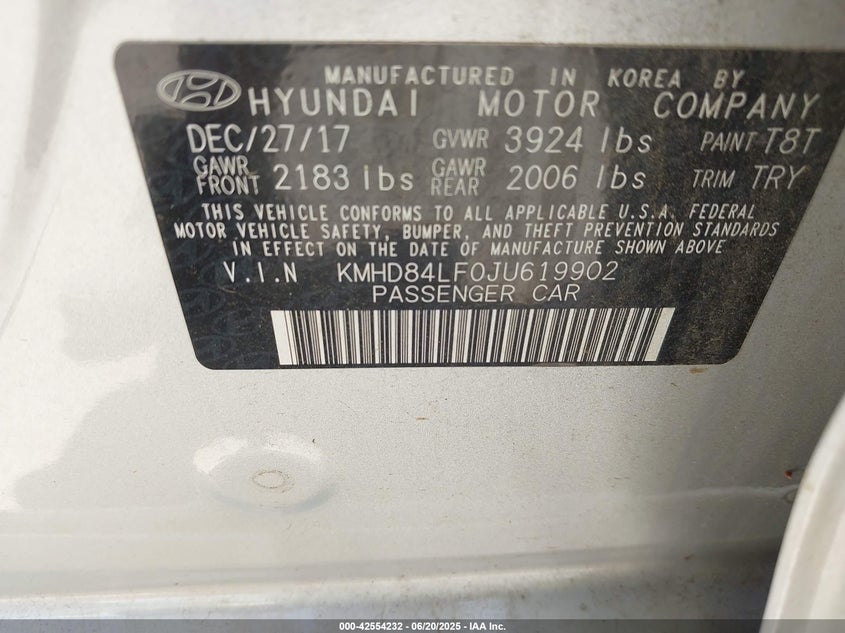 MANUFACTURED IN KOREA BY
HYUNDAI MOTOR COMPANY
DEC/27/17 GVWR 3924 lbs PAINT T8T
GAWR FRONT 2183 lbs GAWR REAR 2006 lbs TRIM TRY
THIS VEHICLE CONFORMS TO ALL APPLICABLE U.S.A. FEDERAL
MOTOR VEHICLE SAFETY, BUMPER, AND THEFT PREVENTION STANDARDS
IN EFFECT ON THE DATE OF MANUFACTURE SHOWN ABOVE
V.I.N KMHD84LF0JU619902
PASSENGER CAR
000-42554232 - 06/20/2025 - IAA Inc.